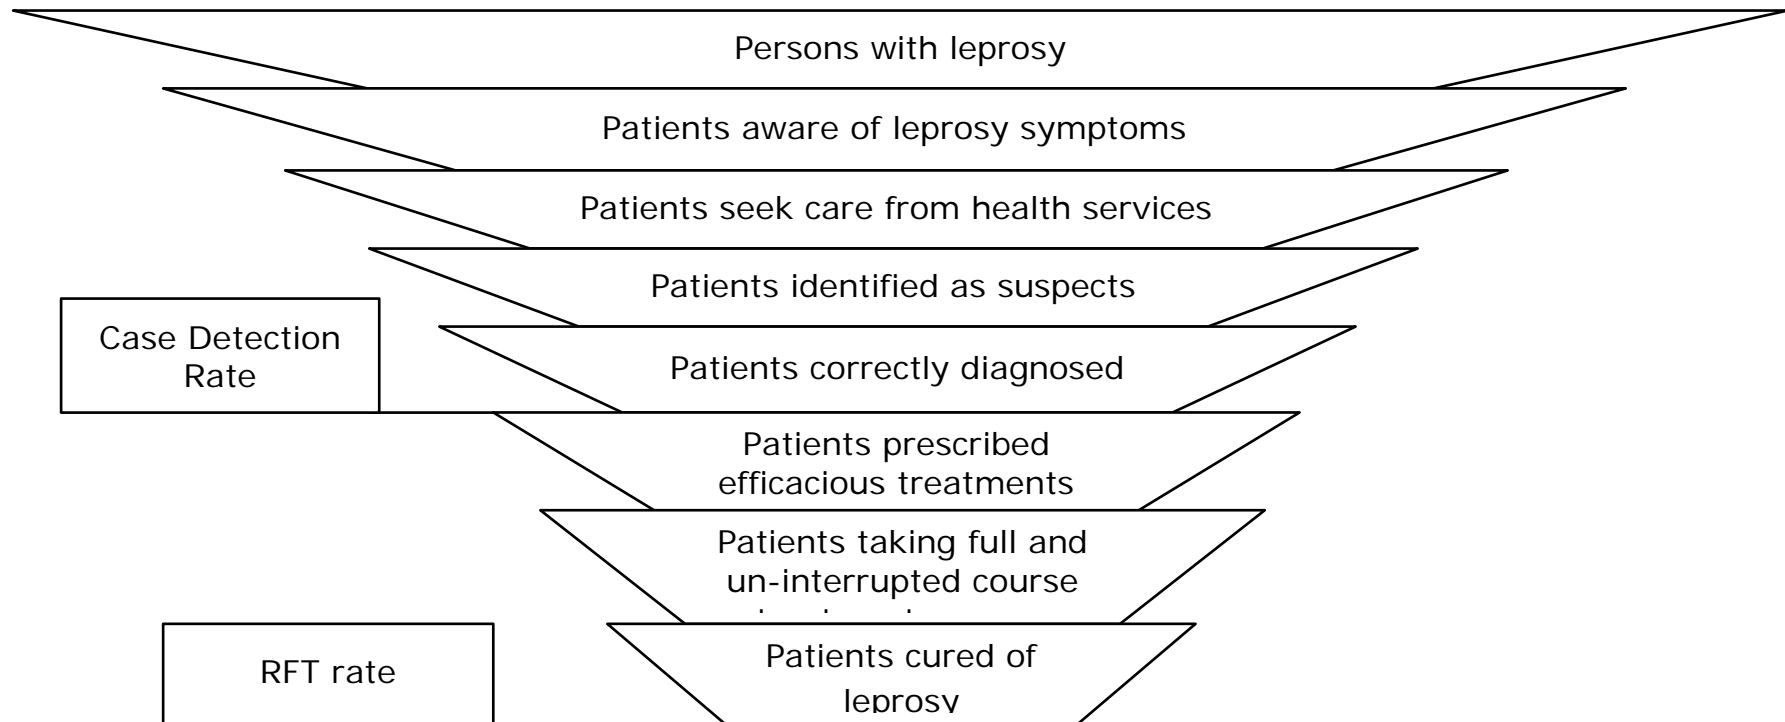 Persons with leprosy
Patients aware of leprosy symptoms
Patients seek care from health services
Patients identified as suspects
Case Detection
Rate
Patients correctly diagnosed
Patients prescribed
efficacious treatments
Patients taking full and
un-interrupted course
RFT rate
Patients cured of
leprosy